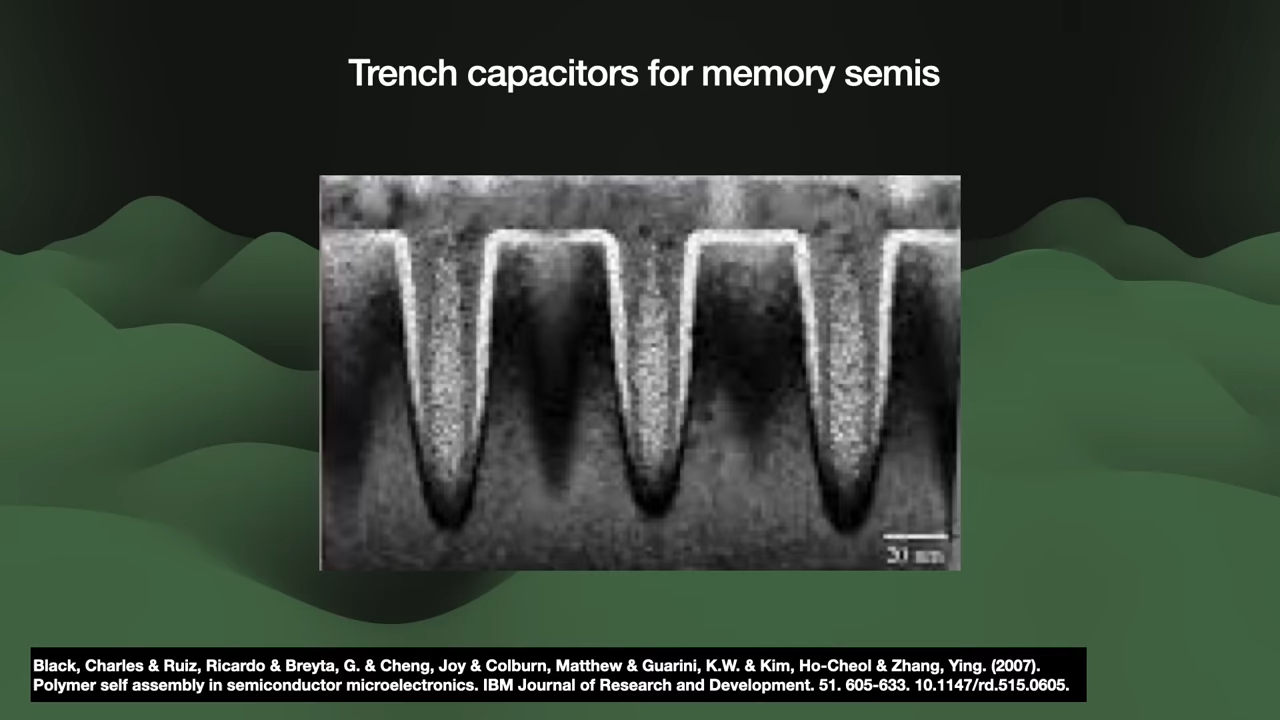 Trench capacitors for memory semis
20 nm
Black, Charles & Ruiz, Ricardo & Breyta, G. & Cheng, Joy & Colburn, Matthew & Guarini, K.W. & Kim, Ho-Cheol & Zhang, Ying. (2007).
Polymer self assembly in semiconductor microelectronics. IBM Journal of Research and Development. 51. 605-633. 10.1147/rd.515.0605.